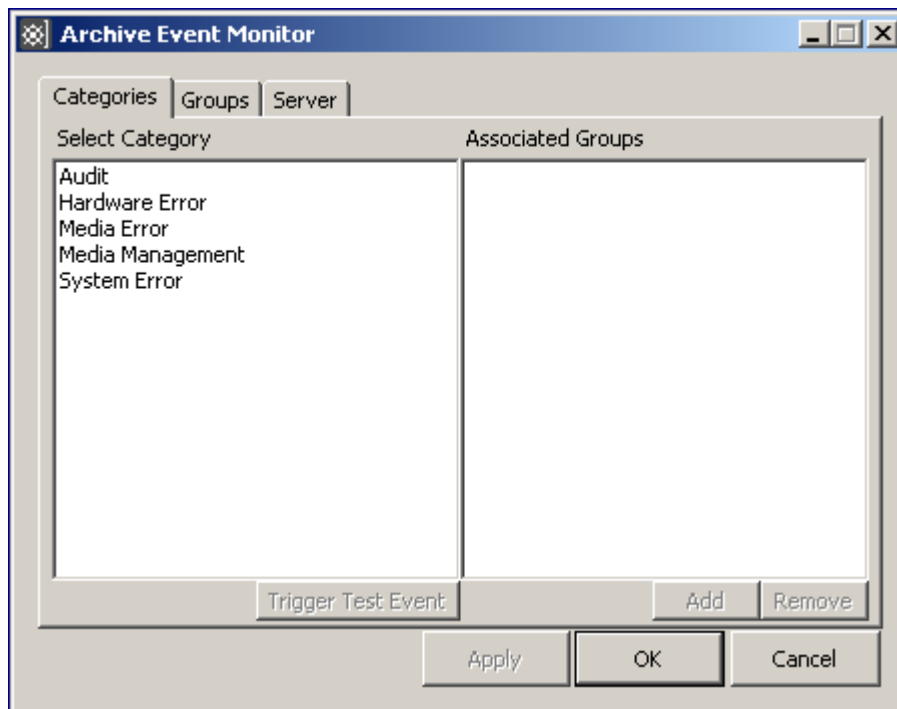 Archive Event Monitor
Categories Groups Server
Select Category Associated Groups
Audit
Hardware Error
Media Error
Media Management
System Error
Trigger Test Event Add Remove
Apply OK Cancel